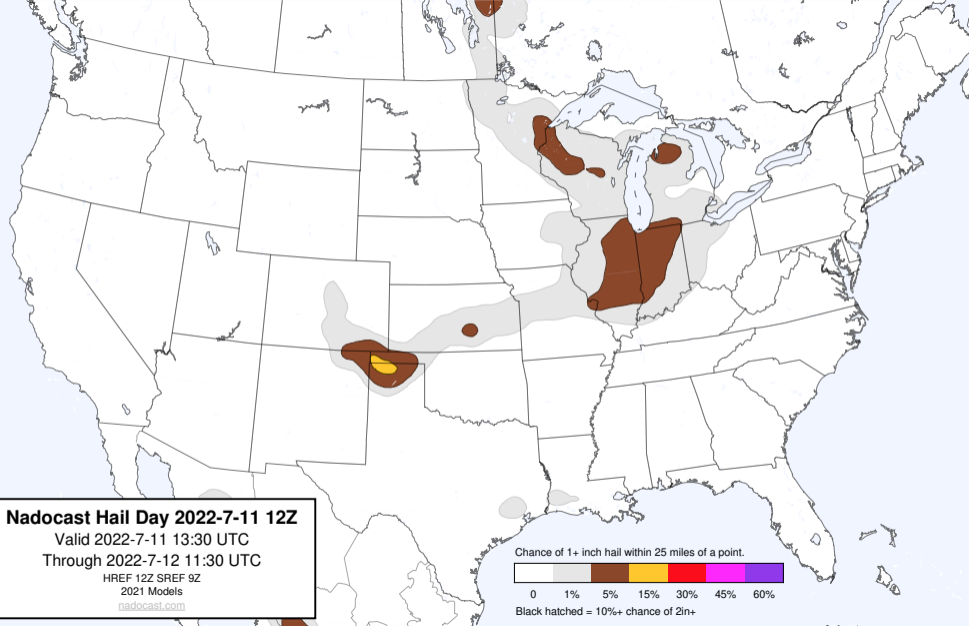 Nadocast Hail Day 2022-7-11 12Z
Valid 2022-7-11 13:30 UTC
Through 2022-7-12 11:30 UTC
HREF 12Z SREF 9Z
2021 Models
nadocast.com
Chance of 1+ inch hail within 25 miles of a point.
0 1% 5% 15% 30% 45% 60%
Black hatched = 10%+ chance of 2in+